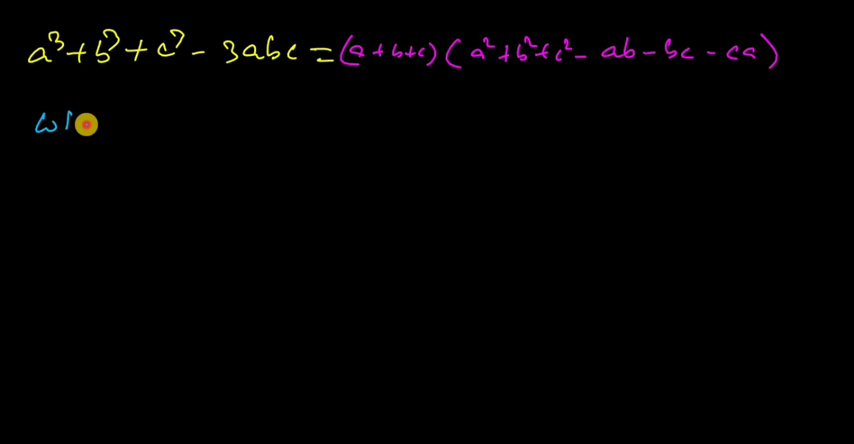 a³ + b³ + c³ - 3abc = (a + b + c) (a² + b² + c² - ab - bc - ca)